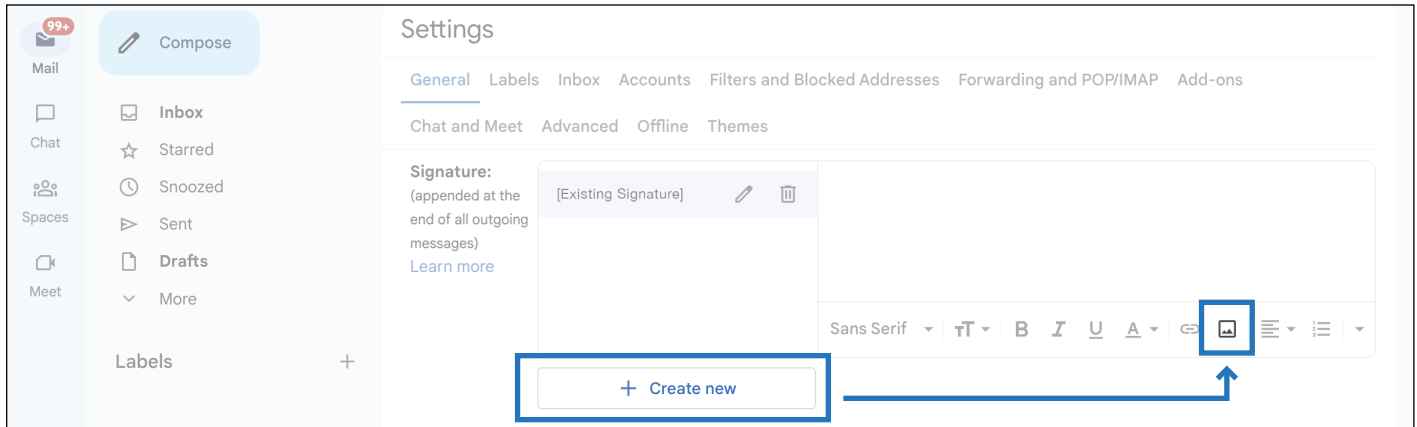 99+
Mail
Chat
Spaces
Meet
Compose
Inbox
Starred
Snoozed
Sent
Drafts
More
Labels +
Settings
General Labels Inbox Accounts Filters and Blocked Addresses Forwarding and POP/IMAP Add-ons
Chat and Meet Advanced Offline Themes
Signature:
(appended at the
end of all outgoing
messages)
Learn more
[Existing Signature]
Sans Serif TT B I U A
+ Create new